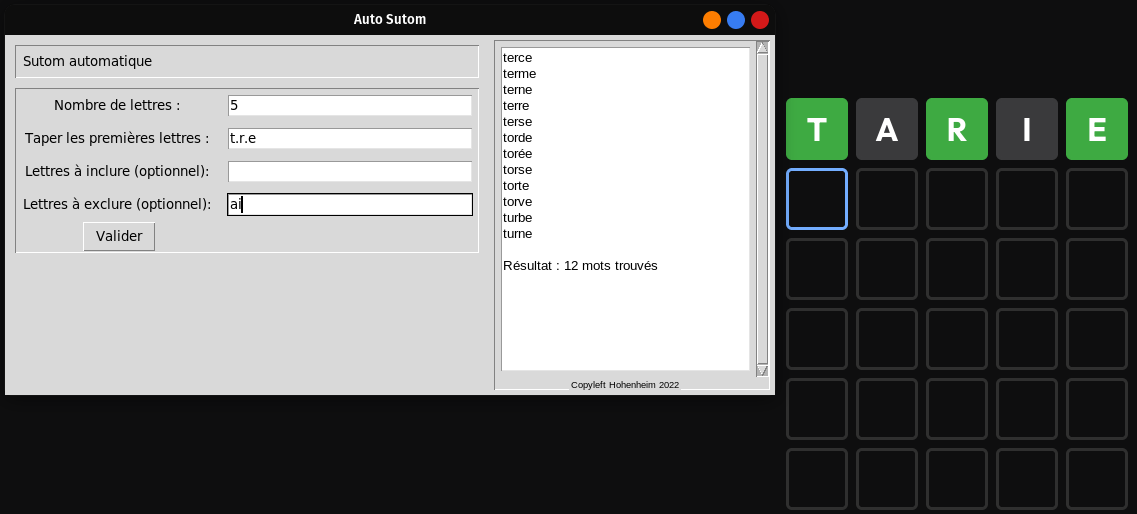 Auto Sutom
Sutom automatique
Nombre de lettres : 5
Taper les premières lettres : t.r.e
Lettres à inclure (optionnel):
Lettres à exclure (optionnel): ai
Valider
terce
terme
terne
terre
terse
torde
torée
torse
torte
torve
turbe
turne
Résultat : 12 mots trouvés
Copyleft Hohenheim 2022
T A R I E